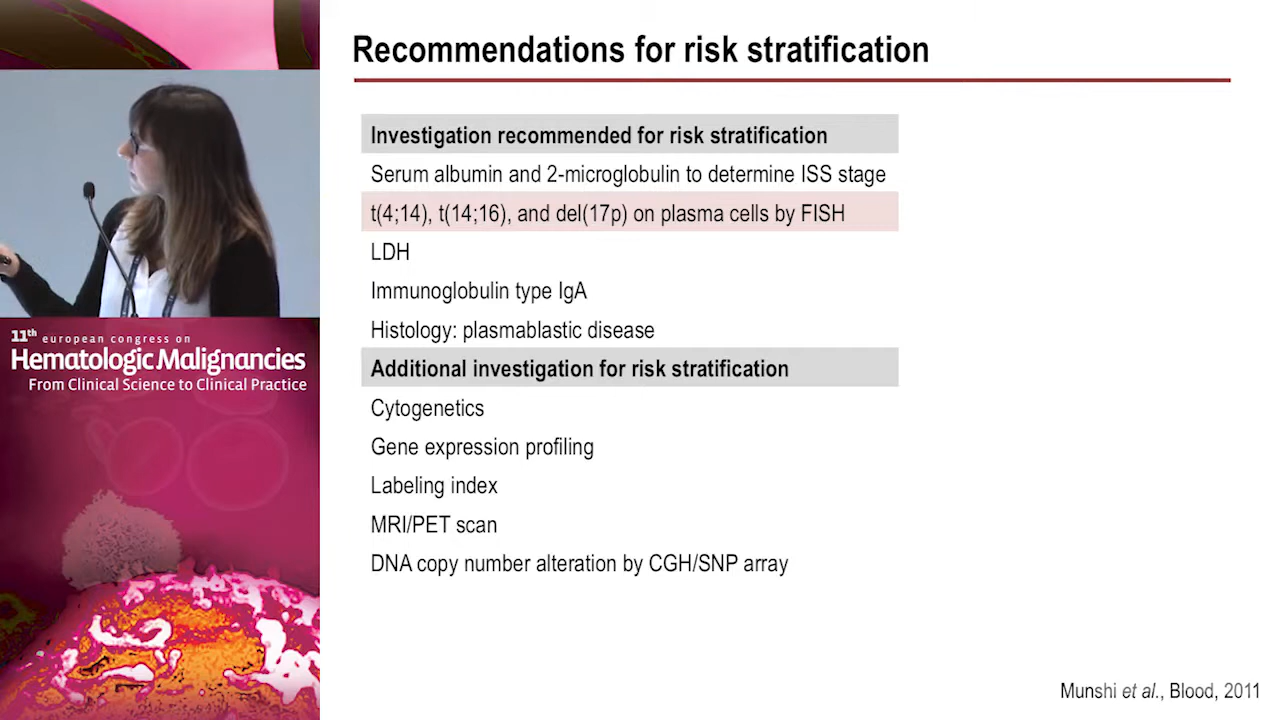 Recommendations for risk stratification
Investigation recommended for risk stratification
Serum albumin and 2-microglobulin to determine ISS stage
t(4;14), t(14;16), and del(17p) on plasma cells by FISH
LDH
Immunoglobulin type IgA
Histology: plasmablastic disease
Additional investigation for risk stratification
Cytogenetics
Gene expression profiling
Labeling index
MRI/PET scan
DNA copy number alteration by CGH/SNP array
Munshi et al., Blood, 2011
11th european congress on
Hematologic Malignancies
From Clinical Science to Clinical Practice